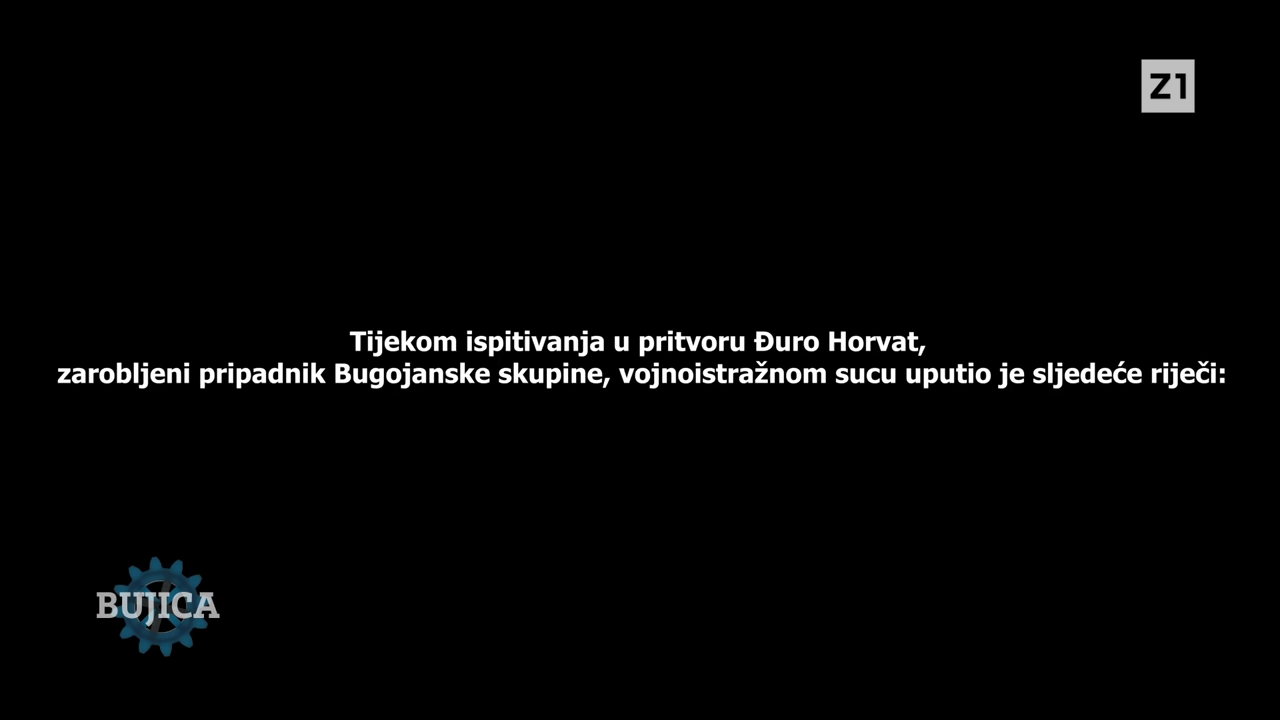 Z1
Tijekom ispitivanja u pritvoru Đuro Horvat,
zarobljeni pripadnik Bugojanske skupine, vojnoistražnom sucu uputio je sljedeće riječi:
BUJICA